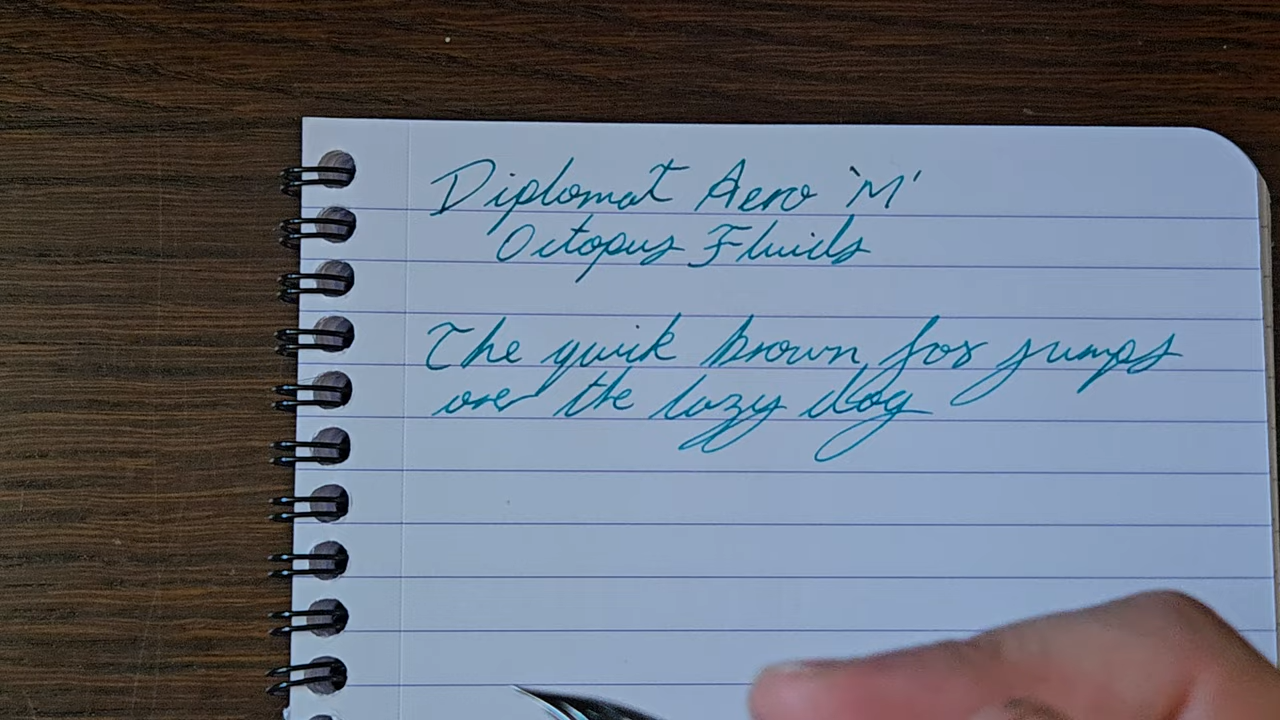 Diplomat Aero 'M'
Octopus Fluids
The quik brown fox jumps
over the lazy dog